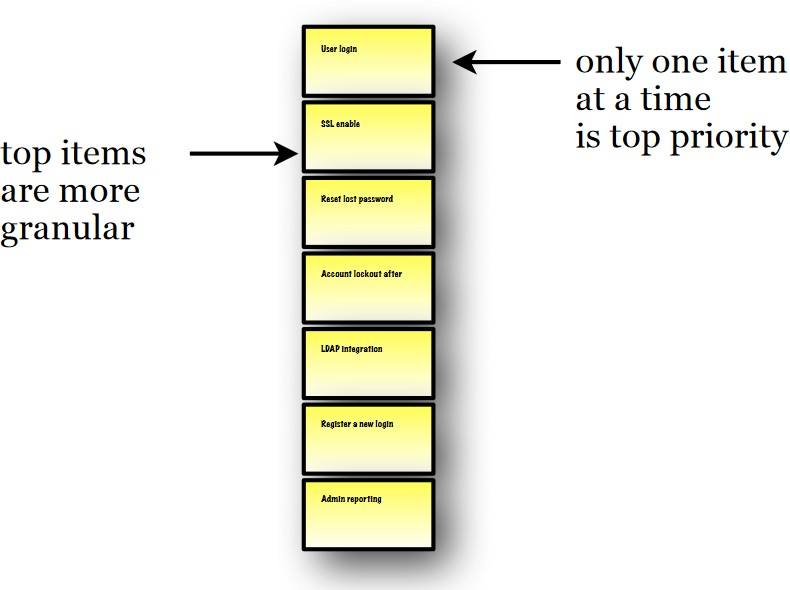 User login
only one item
at a time
is top priority
SSL enable
top items
are more
granular
Reset lost password
Account lockout after
LDAP integration
Register a new login
Admin reporting